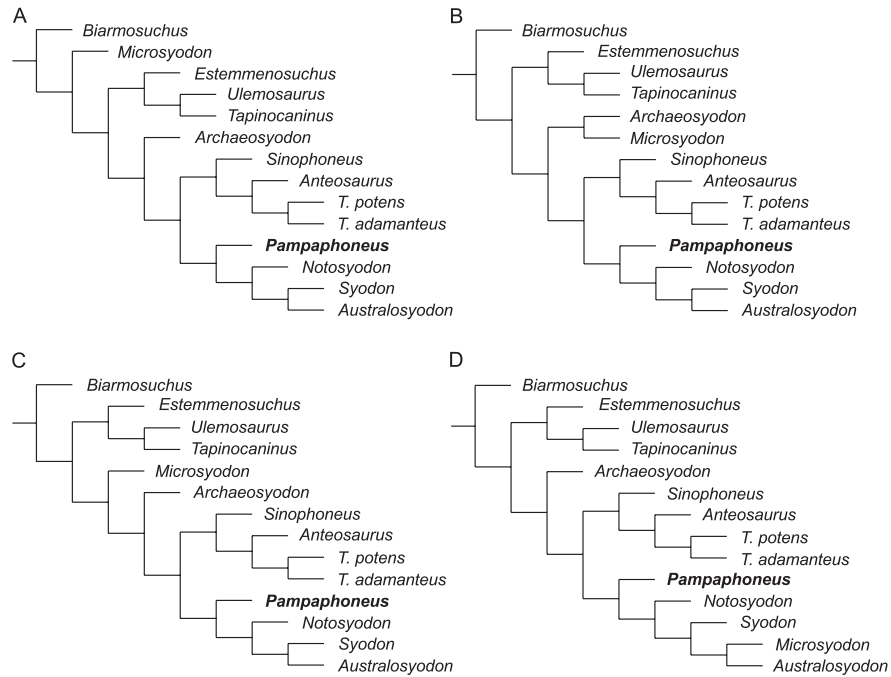 A
Biarmosuchus
Microsyodon
Estemmenosuchus
Ulemosaurus
Tapinocaninus
Archaeosyodon
Sinophoneus
Anteosaurus
T. potens
T. adamanteus
Pampaphoneus
Notosyodon
Syodon
Australosyodon
B
Biarmosuchus
Estemmenosuchus
Ulemosaurus
Tapinocaninus
Archaeosyodon
Microsyodon
Sinophoneus
Anteosaurus
T. potens
T. adamanteus
Pampaphoneus
Notosyodon
Syodon
Australosyodon
C
Biarmosuchus
Estemmenosuchus
Ulemosaurus
Tapinocaninus
Microsyodon
Archaeosyodon
Sinophoneus
Anteosaurus
T. potens
T. adamanteus
Pampaphoneus
Notosyodon
Syodon
Australosyodon
D
Biarmosuchus
Estemmenosuchus
Ulemosaurus
Tapinocaninus
Archaeosyodon
Sinophoneus
Anteosaurus
T. potens
T. adamanteus
Pampaphoneus
Notosyodon
Syodon
Microsyodon
Australosyodon